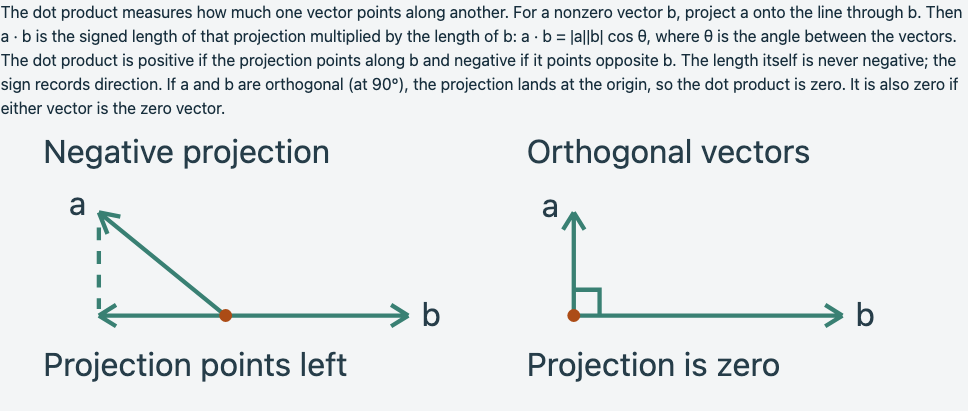 The dot product measures how much one vector points along another. For a nonzero vector b, project a onto the line through b. Then
a · b is the signed length of that projection multiplied by the length of b: a · b = |a||b| cos θ, where θ is the angle between the vectors.
The dot product is positive if the projection points along b and negative if it points opposite b. The length itself is never negative; the
sign records direction. If a and b are orthogonal (at 90°), the projection lands at the origin, so the dot product is zero. It is also zero if
either vector is the zero vector.
Negative projection
a
b
Projection points left
Orthogonal vectors
a
b
Projection is zero